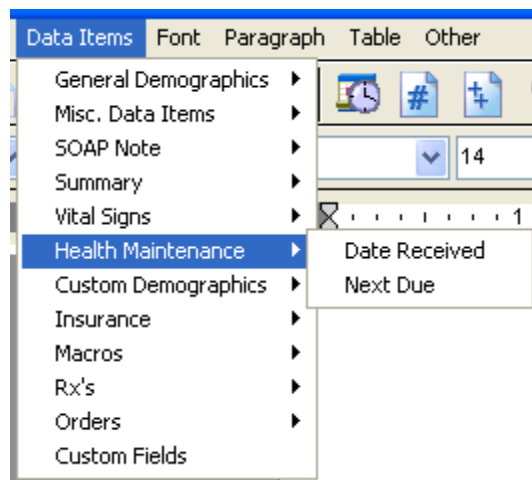 Data Items Font Paragraph Table Other
General Demographics
Misc. Data Items
#
SOAP Note
14
Summary
Vital Signs
1
Health Maintenance
Date Received
Custom Demographics
Next Due
Insurance
Macros
Rx's
Orders
Custom Fields